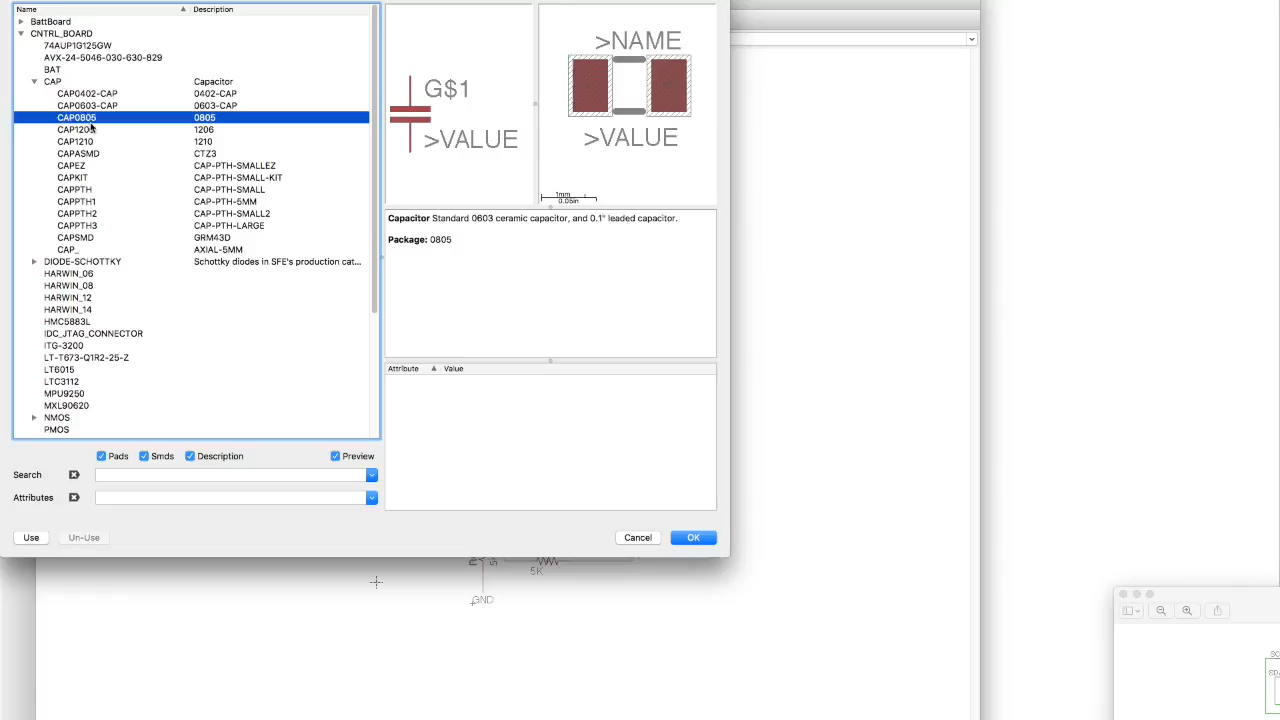 Name Description
BattBoard
CNTRL_BOARD
74AUP1G125GW
AVX-24-5046-030-630-829
BAT
CAP Capacitor
CAP0402-CAP 0402-CAP
CAP0603-CAP 0603-CAP
CAP0805 0805
CAP1206 1206
CAP1210 1210
CAPASMD CTZ3
CAPEZ CAP-PTH-SMALLEZ
CAPKIT CAP-PTH-SMALL-KIT
CAPPTH CAP-PTH-SMALL
CAPPTH1 CAP-PTH-5MM
CAPPTH2 CAP-PTH-SMALL2
CAPPTH3 CAP-PTH-LARGE
CAPSMD GRM43D
CAP_ AXIAL-5MM
DIODE-SCHOTTKY Schottky diodes in SFE's production cat...
HARWIN_06
HARWIN_08
HARWIN_12
HARWIN_14
HMC5883L
IDC_JTAG_CONNECTOR
ITG-3200
LT-T673-Q1R2-25-Z
LT6015
LTC3112
MPU9250
MXL90620
NMOS
PMOS
G$1
>VALUE
>NAME
>VALUE
1mm
0.05in
Capacitor Standard 0603 ceramic capacitor, and 0.1" leaded capacitor.
Package: 0805
Attribute Value
Pads Smds Description Preview
Search
Attributes
Use Un-Use Cancel OK
5K
GND